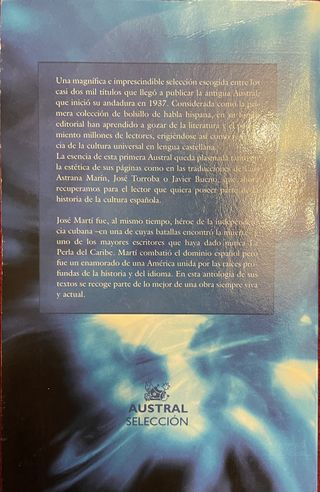 Una magnífica e imprescindible selección escogida entre los
casi dos mil títulos que llegó a publicar la antigua Austral,
que inició su andadura en 1937. Considerada como la pri-
mera colección de bolsillo de habla hispana, en su fondo
editorial han aprendido a gozar de la literatura y el
miento millones de lectores, erigiéndose así como
cia de la cultura universal en lengua castellana.
La esencia de esta primera Austral queda plasmada tanto en
la estética de sus páginas como en las traducciones de
Astrana Marín, José Torroba o Javier Bueno, que ahora
recuperamos para el lector que quiera poseer parte de la
historia de la cultura española.
José Martí fue, al mismo tiempo, héroe de la independen-
cia cubana –en una de cuyas batallas encontró la muerte– y
uno de los mayores escritores que haya dado nunca La
Perla del Caribe. Martí combatió el dominio español pero
fue un enamorado de una América unida por las raíces pro-
fundas de la historia y del idioma. En esta antología de sus
textos se recoge parte de lo mejor de una obra siempre viva
y actual.
AUSTRAL
SELECCIÓN